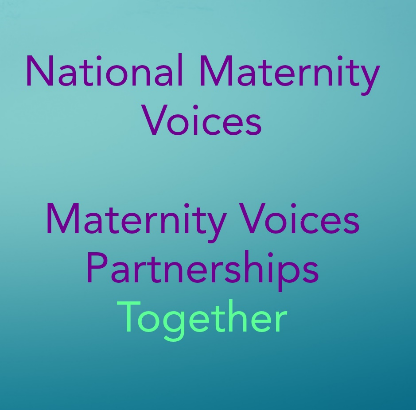 National Maternity
Voices
Maternity Voices
Partnerships
Together